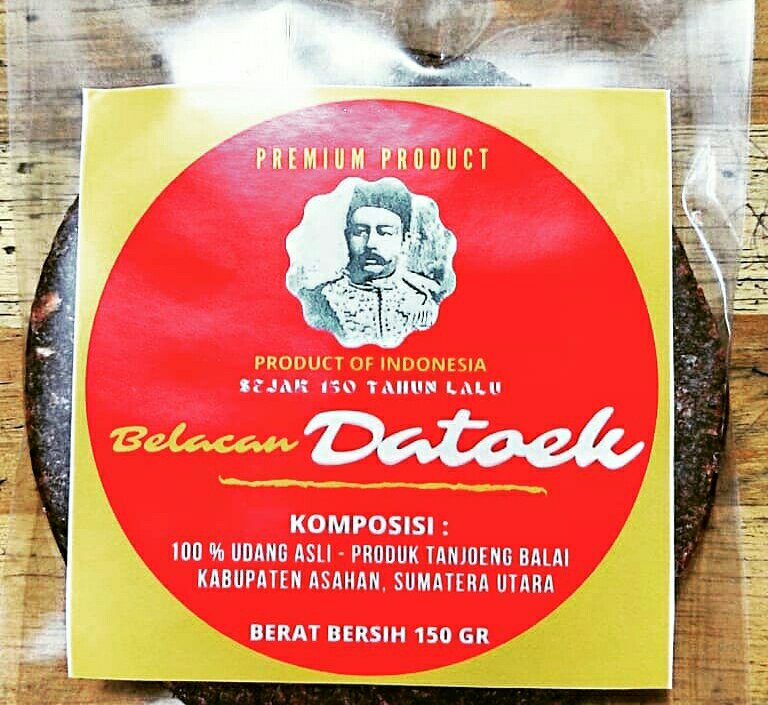 PREMIUM PRODUCT
PRODUCT OF INDONESIA
SEJAK 150 TAHUN LALU
Belacan Datoek
KOMPOSISI :
100 % UDANG ASLI - PRODUK TANJOENG BALAI
KABUPATEN ASAHAN, SUMATERA UTARA
BERAT BERSIH 150 GR